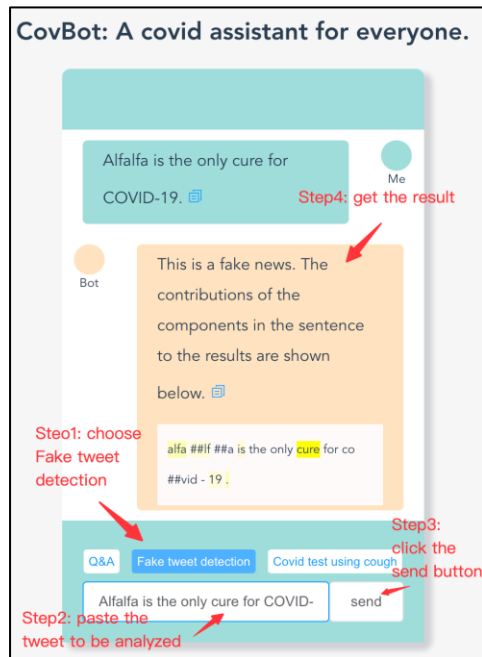 CovBot: A covid assistant for everyone.
Alfalfa is the only cure for
COVID-19.
Me
Step4: get the result
Bot
This is a fake news. The
contributions of the
components in the sentence
to the results are shown
below.
Steo1: choose
Fake tweet
detection
alfa ##lf ##a is the only cure for co
##vid - 19 .
Step3:
click the
send button
Q&A Fake tweet detection Covid test using cough
Alfalfa is the only cure for COVID- send
Step2: paste the
tweet to be analyzed